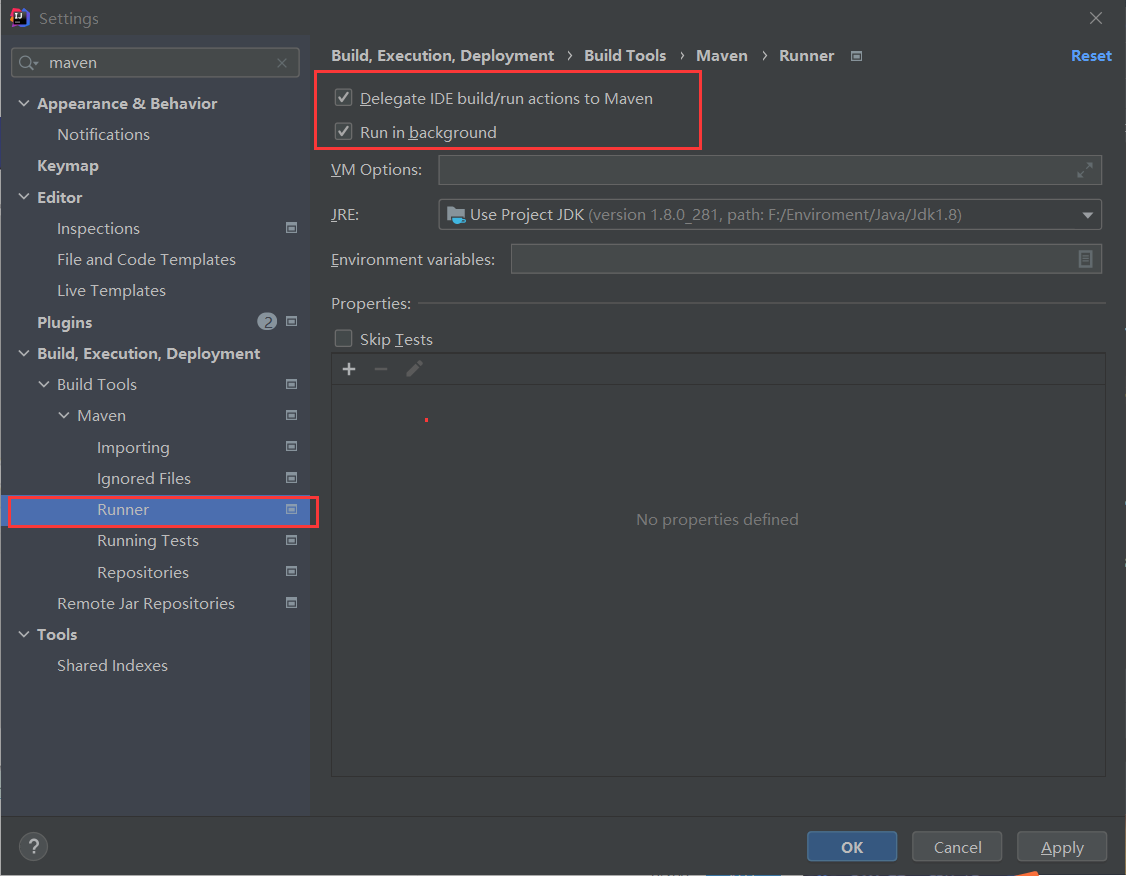 Settings
maven
Appearance & Behavior
Notifications
Keymap
Editor
Inspections
File and Code Templates
Live Templates
Plugins 2
Build, Execution, Deployment
Build Tools
Maven
Importing
Ignored Files
Runner
Running Tests
Repositories
Remote Jar Repositories
Tools
Shared Indexes
Build, Execution, Deployment › Build Tools › Maven › Runner
Reset
Delegate IDE build/run actions to Maven
Run in background
VM Options:
JRE: Use Project JDK (version 1.8.0_281, path: F:/Enviroment/Java/Jdk1.8)
Environment variables:
Properties:
Skip Tests
No properties defined
?
OK Cancel Apply